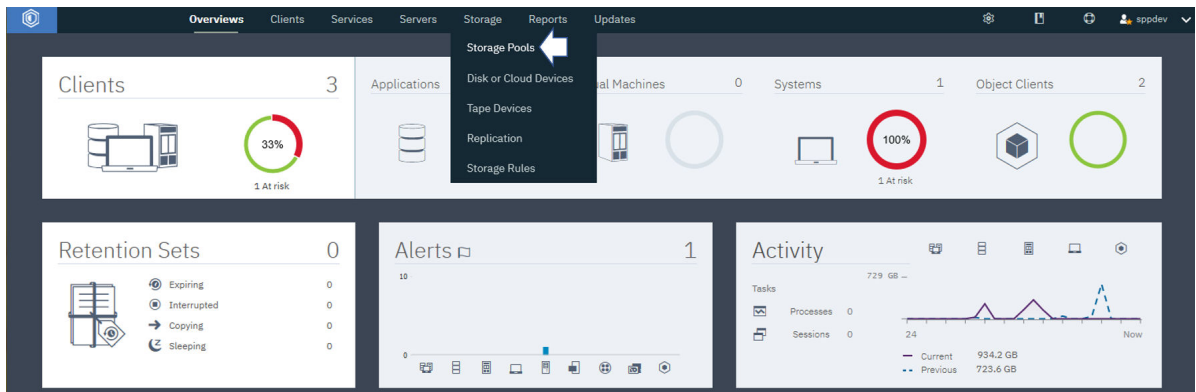 Overviews Clients Services Servers Storage Reports Updates sppdev
Storage Pools
Disk or Cloud Devices
Tape Devices
Replication
Storage Rules
Clients 3
33%
1 At risk
Applications
ual Machines 0
Systems 1
100%
1 At risk
Object Clients 2
Retention Sets 0
Expiring 0
Interrupted 0
Copying 0
Sleeping 0
Alerts 1
10
0
Activity
729 GB
Tasks
Processes 0
Sessions 0
24 Now
Current 934.2 GB
Previous 723.6 GB